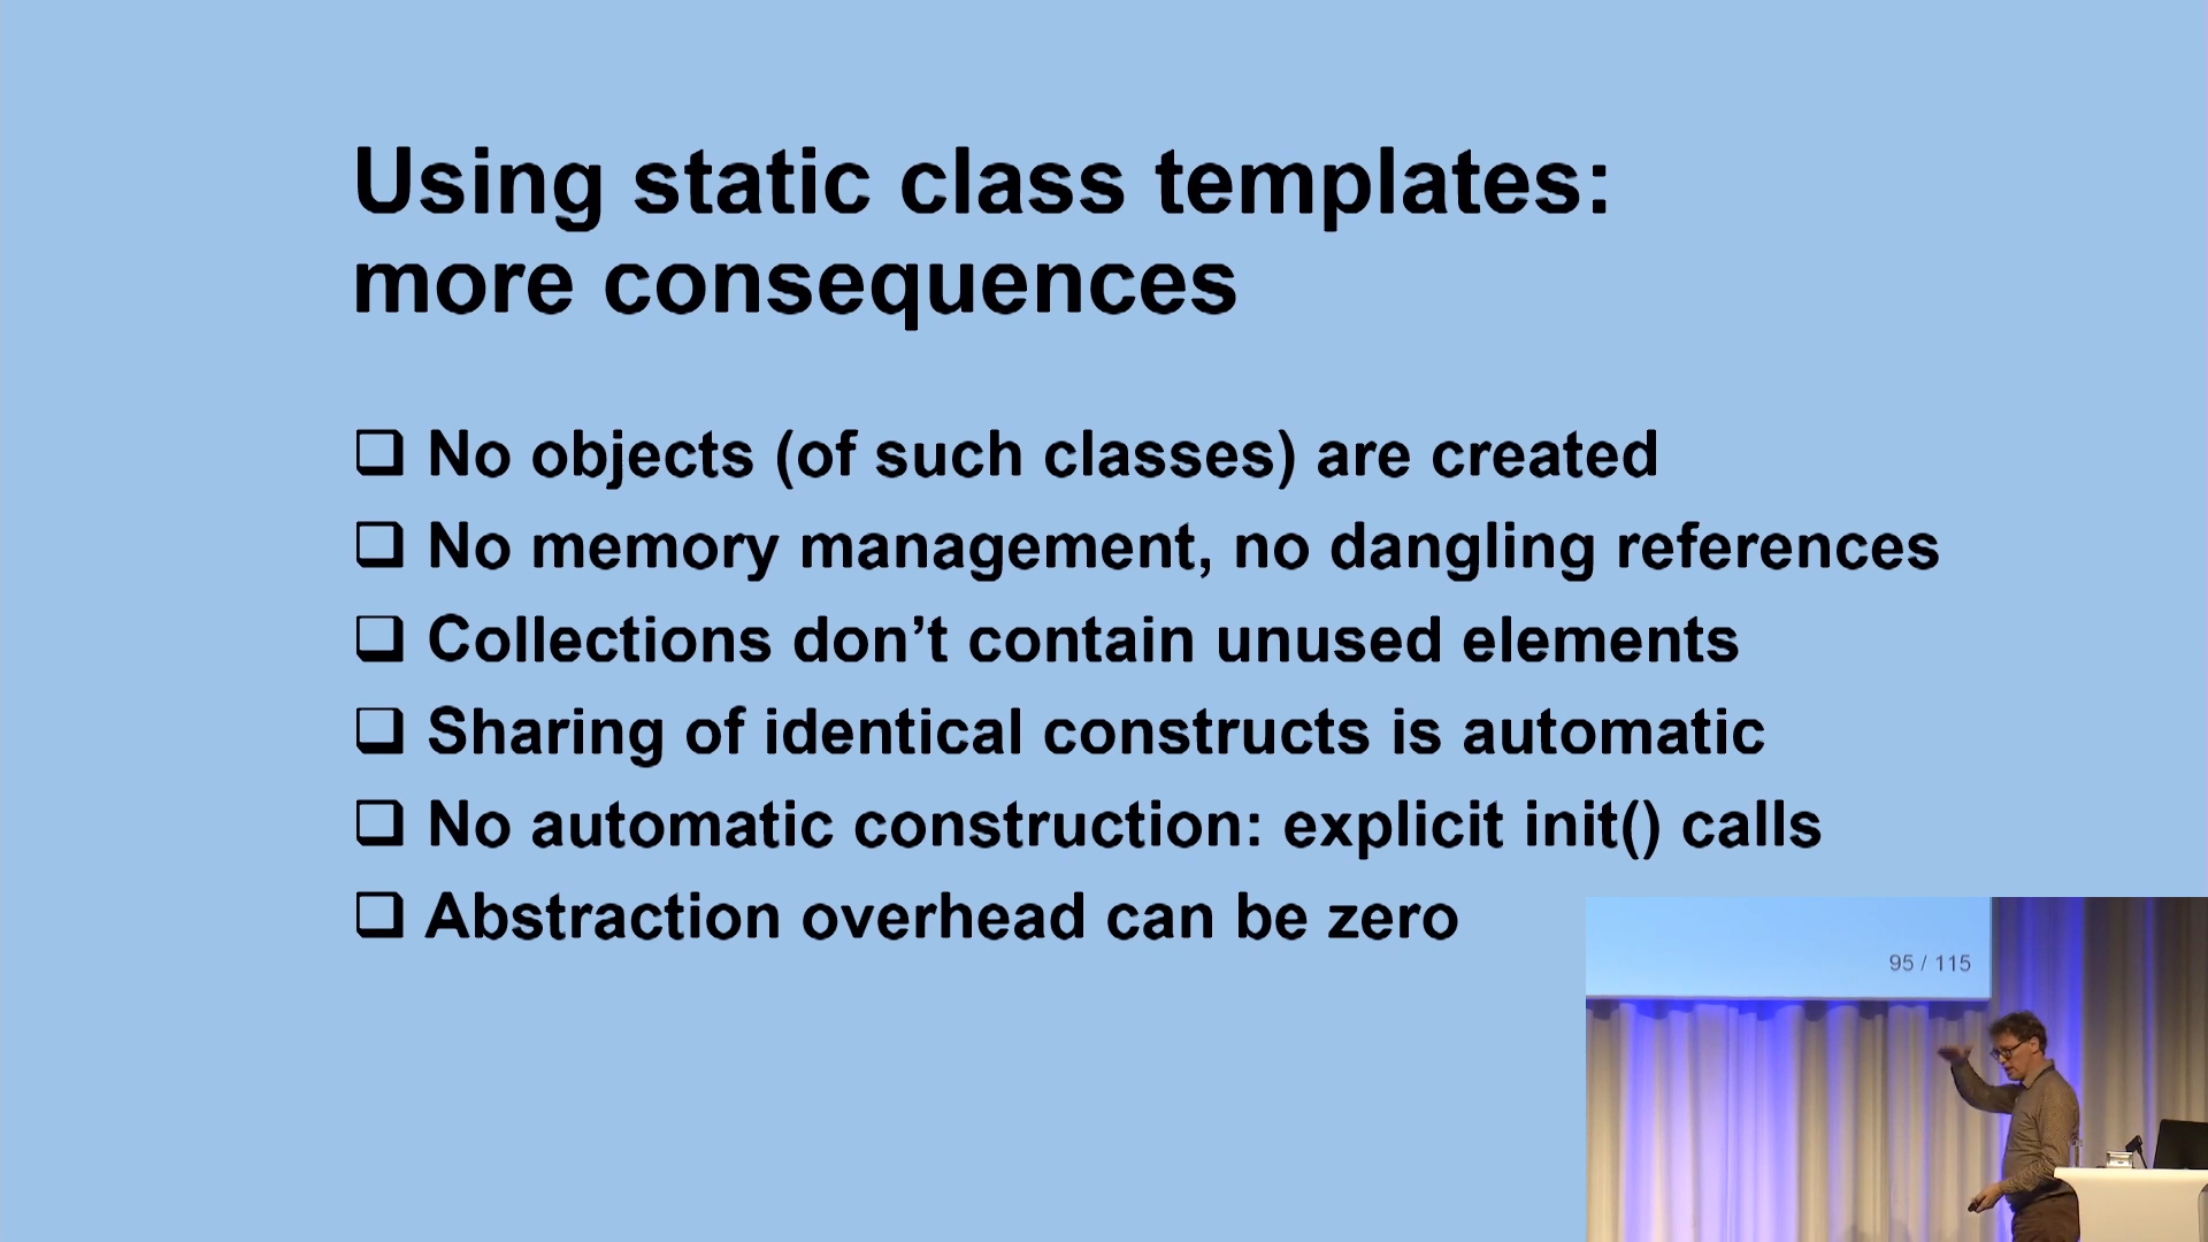 Using static class templates:
more consequences
❑ No objects (of such classes) are created
❑ No memory management, no dangling references
❑ Collections don’t contain unused elements
❑ Sharing of identical constructs is automatic
❑ No automatic construction: explicit init() calls
❑ Abstraction overhead can be zero
95 / 115